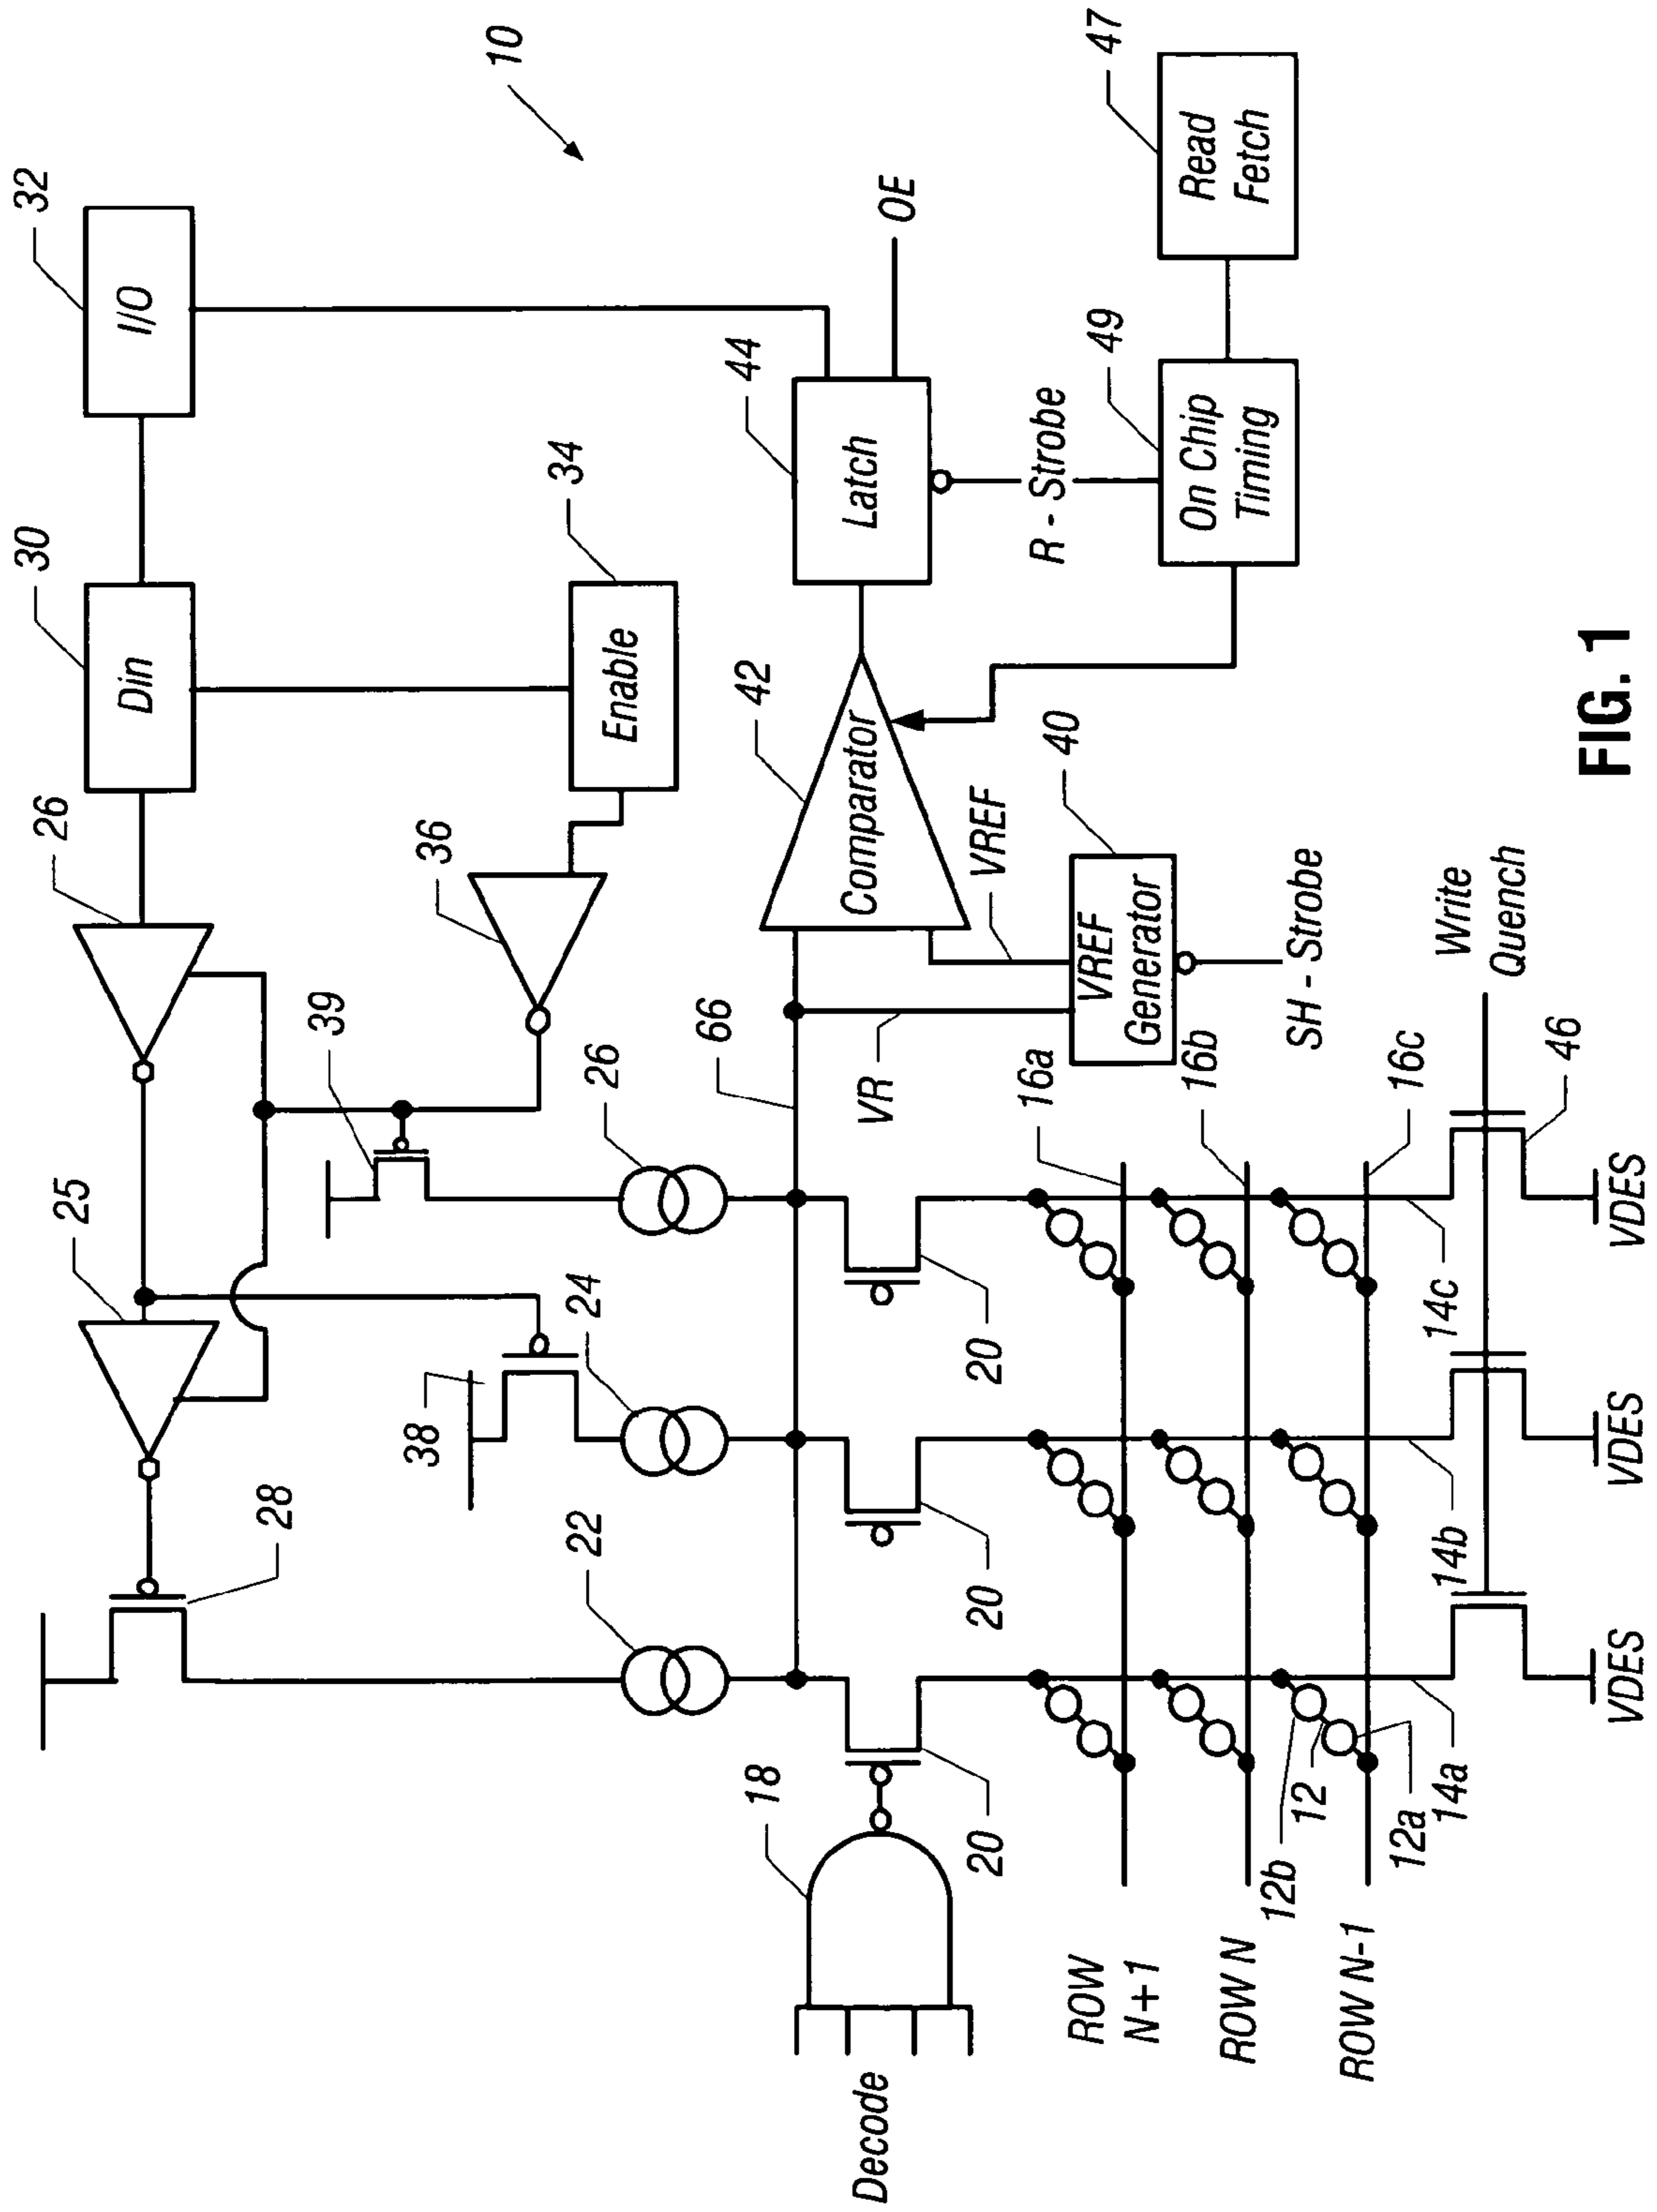 10
32
I/O
30
Din
26
25
28
34
Enable
36
39
38
24
22
26
66
OE
44
Latch
42
Comparator
VREF
40
VREF
Generator
VR
SH - Strobe
R - Strobe
49
On Chip
Timing
47
Read
Fetch
Decode
18
20
20
20
16a
16b
16c
ROW
N+1
ROW N
ROW N-1
12b
12
12a
14a
14b
14c
46
Write
Quench
VDES
VDES
VDES
FIG. 1